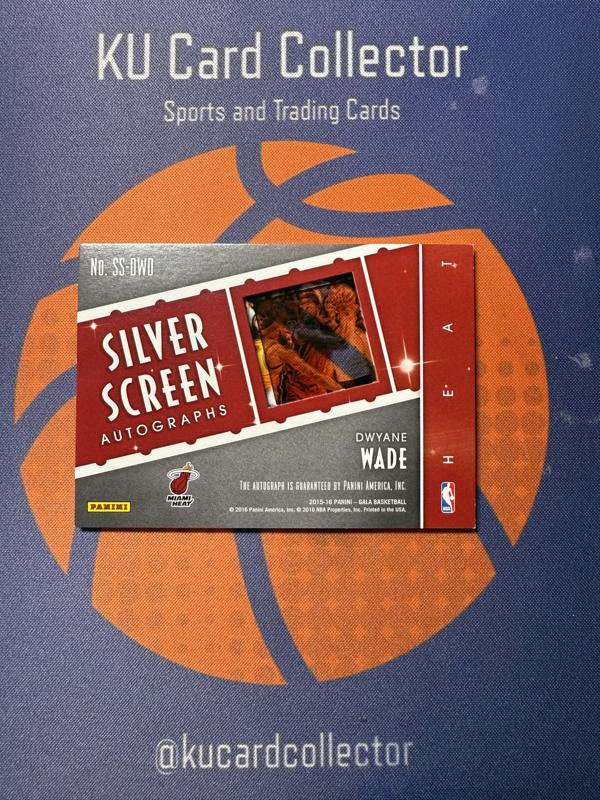 KU Card Collector
Sports and Trading Cards
No. SS-DWD
SILVER
SCREEN
AUTOGRAPHS
HEAT
DWYANE
WADE
THE AUTOGRAPH IS GUARANTEED BY PANINI AMERICA, INC.
PANINI
MIAMI
HEAT
2015-16 PANINI – GALA BASKETBALL
© 2016 Panini America, Inc. © 2016 NBA Properties, Inc. Printed in the USA.
NBA
@kucardcollector